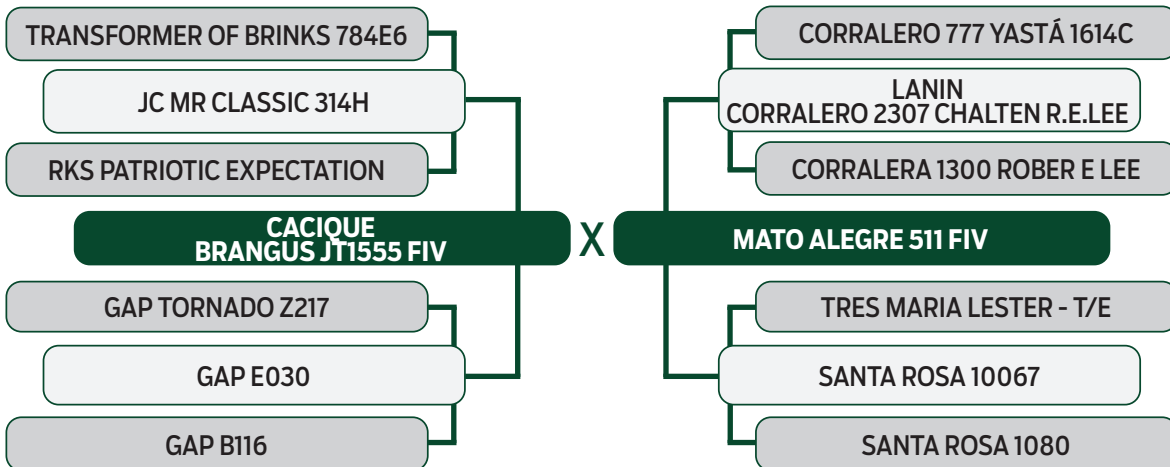 TRANSFORMER OF BRINKS 784E6
JC MR CLASSIC 314H
RKS PATRIOTIC EXPECTATION
CACIQUE
BRANGUS JT1555 FIV
GAP TORNADO Z217
GAP E030
GAP B116
X
CORRALERO 777 YASTÁ 1614C
LANIN
CORRALERO 2307 CHALTEN R.E.LEE
CORRALERA 1300 ROBER E LEE
MATO ALEGRE 511 FIV
TRES MARIA LESTER - T/E
SANTA ROSA 10067
SANTA ROSA 1080